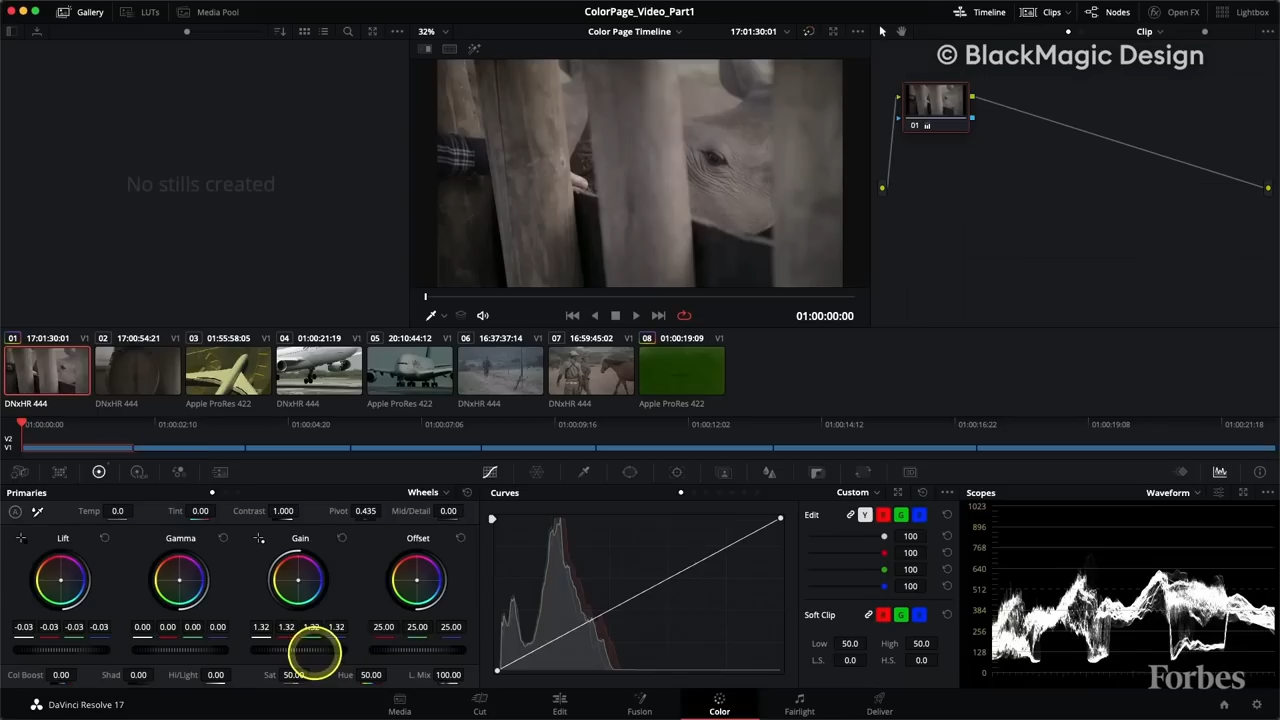 Gallery LUTs Media Pool ColorPage_Video_Part1 Timeline Clips Nodes Open FX Lightbox
32% Color Page Timeline 17:01:30:01 Clip
© BlackMagic Design
01
No stills created
01:00:00:00
01 17:01:30:01 V1 02 17:00:54:21 V1 03 01:55:58:05 V1 04 01:00:21:19 V1 05 20:10:44:12 V1 06 16:37:37:14 V1 07 16:59:45:02 V1 08 01:00:19:09 V1
DNxHR 444 DNxHR 444 Apple ProRes 422 DNxHR 444 Apple ProRes 422 DNxHR 444 DNxHR 444 Apple ProRes 422
01:00:00:00 01:00:02:10 01:00:04:20 01:00:07:06 01:00:09:16 01:00:12:02 01:00:14:12 01:00:16:22 01:00:19:08 01:00:21:18
V2
V1
Primaries Wheels Curves Custom Scopes Waveform
Temp 0.0 Tint 0.00 Contrast 1.000 Pivot 0.435 Mid/Detail 0.00
Lift Gamma Gain Offset
-0.03 -0.03 -0.03 -0.03 0.00 0.00 0.00 0.00 1.32 1.32 1.32 1.32 25.00 25.00 25.00
Col Boost 0.00 Shad 0.00 Hi/Light 0.00 Sat 50.00 Hue 50.00 L. Mix 100.00
Edit Y R G B
100
100
100
100
Soft Clip R G B
Low 50.0 High 50.0
L.S. 0.0 H.S. 0.0
1023
896
768
640
512
384
256
128
0
Forbes
DaVinci Resolve 17 Media Cut Edit Fusion Color Fairlight Deliver